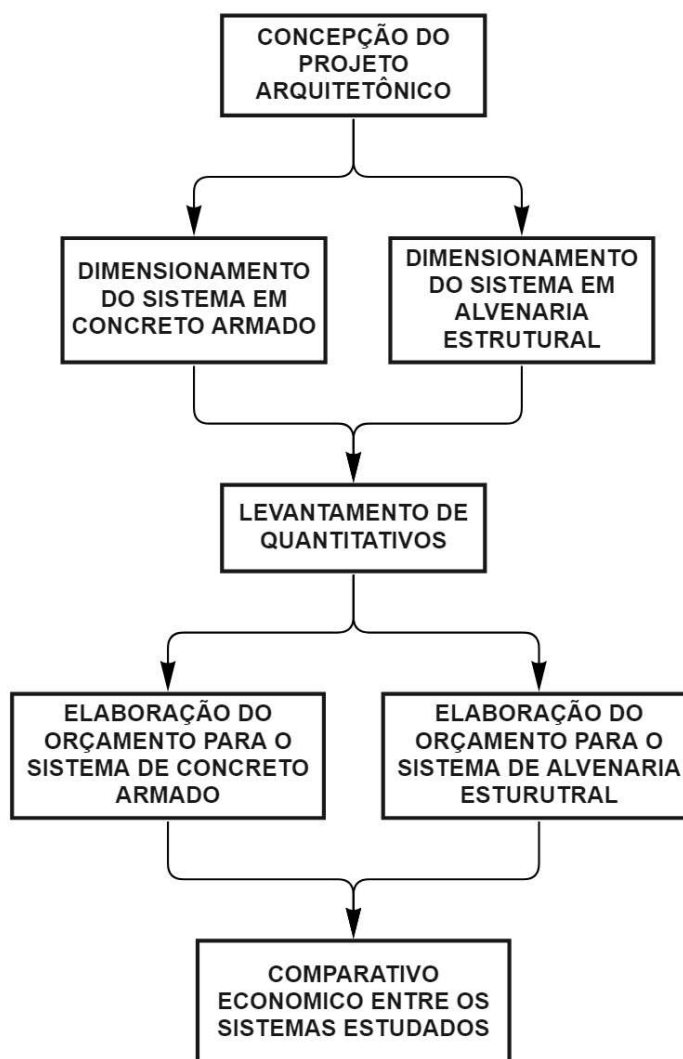 CONCEPÇÃO DO
PROJETO
ARQUITETÔNICO
DIMENSIONAMENTO
DO SISTEMA EM
CONCRETO ARMADO
DIMENSIONAMENTO
DO SISTEMA EM
ALVENARIA
ESTRUTURAL
LEVANTAMENTO DE
QUANTITATIVOS
ELABORAÇÃO DO
ORÇAMENTO PARA O
SISTEMA DE CONCRETO
ARMADO
ELABORAÇÃO DO
ORÇAMENTO PARA O
SISTEMA DE ALVENARIA
ESTURUTRAL
COMPARATIVO
ECONOMICO ENTRE OS
SISTEMAS ESTUDADOS